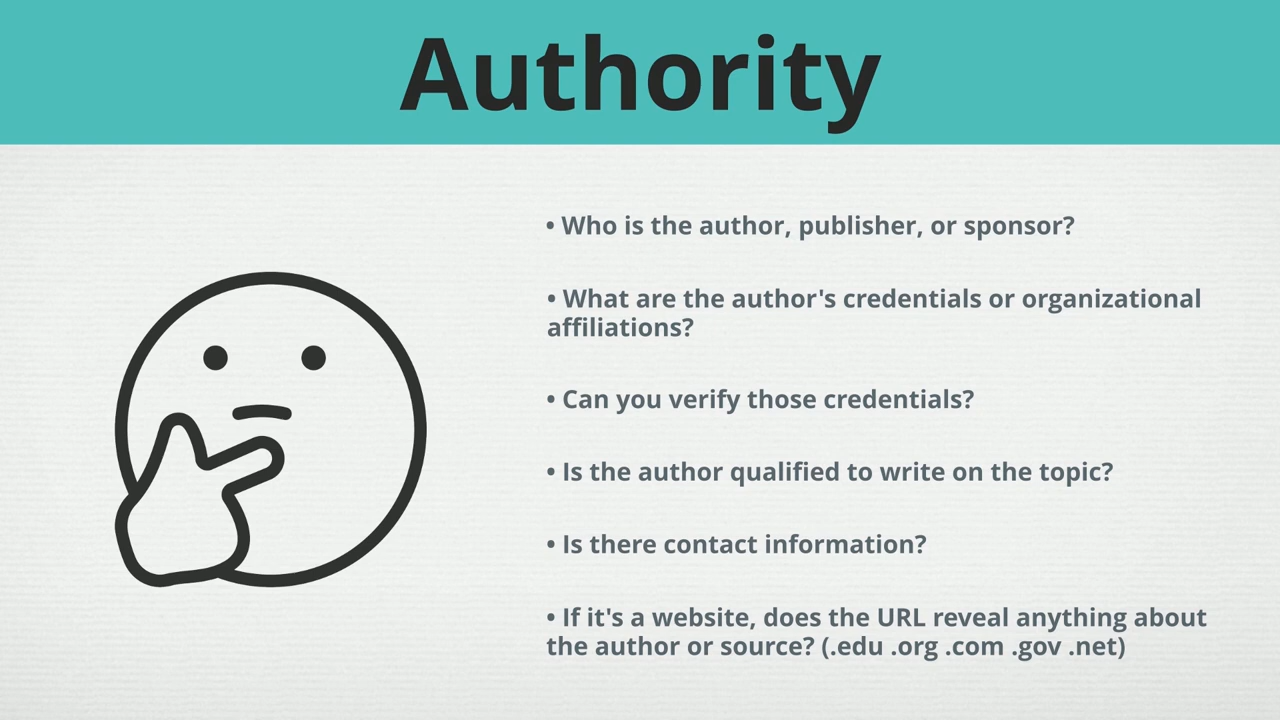 Authority
• Who is the author, publisher, or sponsor?
• What are the author's credentials or organizational
affiliations?
• Can you verify those credentials?
• Is the author qualified to write on the topic?
• Is there contact information?
• If it's a website, does the URL reveal anything about
the author or source? (.edu .org .com .gov .net)